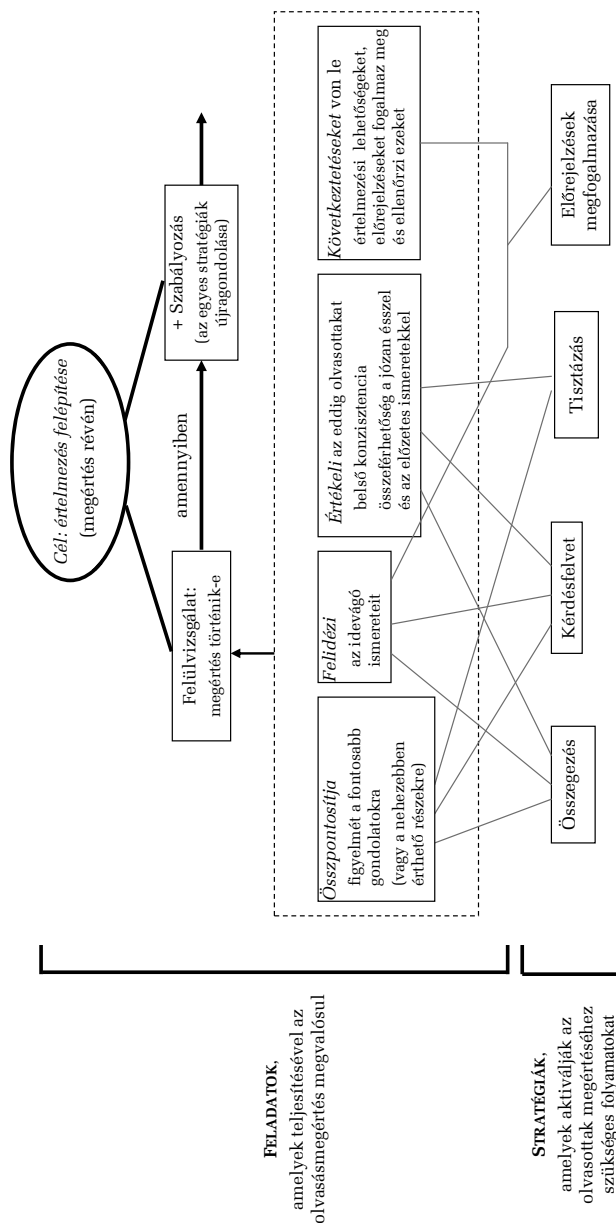 Cél: értelmezés felépítése
(megértés révén)
Felülvizsgálat:
megértés történik-e
amennyiben
+ Szabályozás
(az egyes stratégiák
újragondolása)
FELADATOK,
amelyek teljesítésével az
olvasásmegértés megvalósul
Összpontosítja
figyelmét a fontosabb
gondolatokra
(vagy a nehezebben
érthető részekre)
Felidézi
az idevágó
ismereteit
Értékeli az eddig olvasottakat
belső konzisztencia
összeférhetőség a józan ésszel
és az előzetes ismeretekkel
Következtetéseket von le
értelmezési lehetőségeket,
előrejelzéseket fogalmaz meg
és ellenőrzi ezeket
STRATÉGIÁK,
amelyek aktiválják az
olvasottak megértéséhez
szükséges folyamatokat
Összegezés
Kérdésfelvet
Tisztázás
Előrejelzések
megfogalmazása